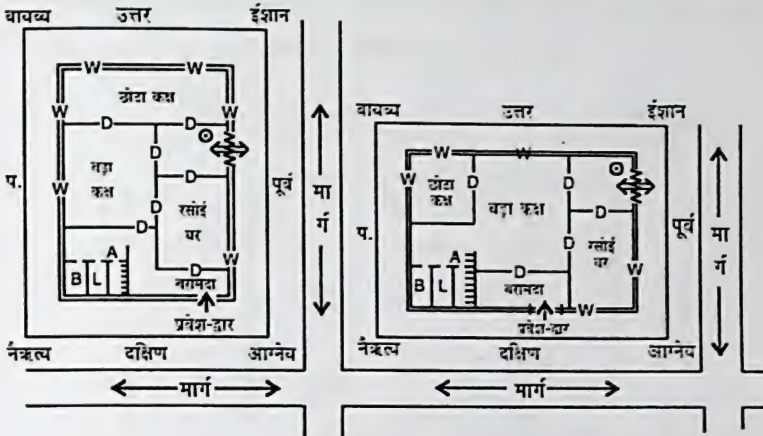 वायव्य उत्तर ईशान
W W
छोटा कक्ष
W W
D D
D
बड़ा कक्ष
W
D
रसोई घर
D
D
W
A
B L
D
बरामदा
प्रवेश-द्वार
प. पूर्व
नैऋत्य दक्षिण आग्नेय
मार्ग
मार्ग
वायव्य उत्तर ईशान
W W
W
छोटा कक्ष
D
D
बड़ा कक्ष
D
रसोई घर
D
W
A
B L
D
बरामदा
W
प्रवेश-द्वार
प. पूर्व
नैऋत्य दक्षिण आग्नेय
मार्ग
मार्ग